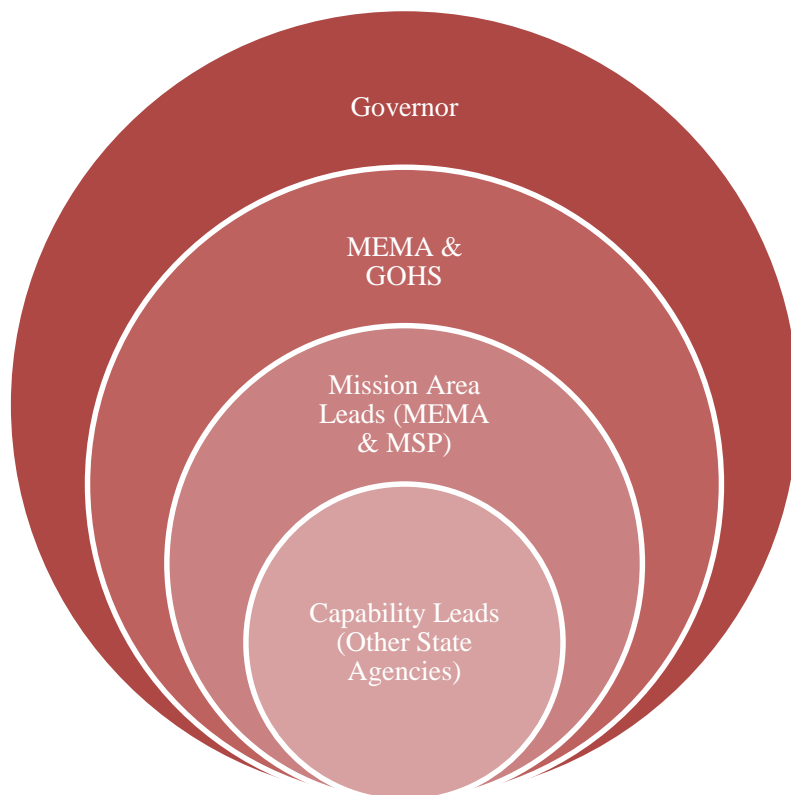 Governor
MEMA &
GOHS
Mission Area
Leads (MEMA
& MSP)
Capability Leads
(Other State
Agencies)